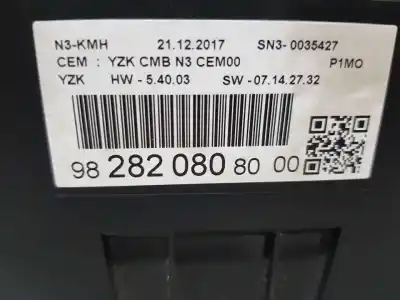 N3-KMH 21.12.2017 SN3- 0035427
CEM : YZK CMB N3 CEM00 P1MO
YZK HW - 5.40.03 SW - 07.14.27.32
98 282 080 80 00